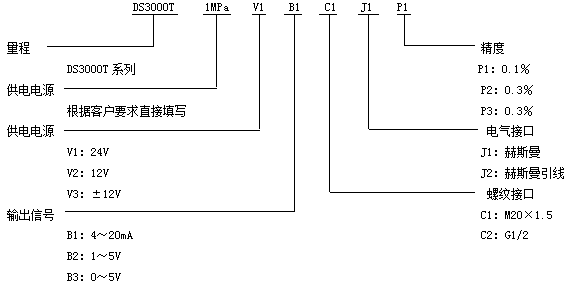 DS3000T 1MPa V1 B1 C1 J1 P1
量程
DS3000T 系列
供电电源
根据客户要求直接填写
供电电源
V1: 24V
V2: 12V
V3: ±12V
输出信号
B1: 4～20mA
B2: 1～5V
B3: 0～5V
精度
P1: 0.1%
P2: 0.3%
P3: 0.3%
电气接口
J1: 赫斯曼
J2: 赫斯曼引线
螺纹接口
C1: M20×1.5
C2: G1/2